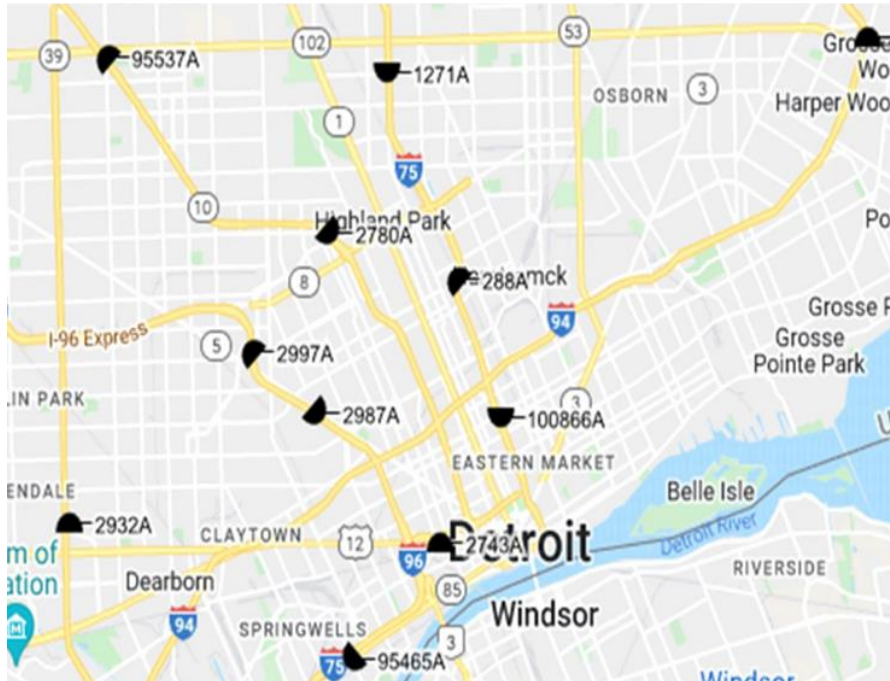 39
95537A
102
1271A
53
Grosse
Wo
OSBORN
3
Harper Woo
1
75
10
Highland Park
2780A
Po
288A
mck
8
94
Grosse P
I-96 Express
5
Grosse
Pointe Park
2997A
LIN PARK
2987A
3
100866A
U
EASTERN MARKET
ENDALE
Belle Isle
2932A
CLAYTOWN
12
2743A
Detroit
Detroit River
m of
ation
96
Dearborn
RIVERSIDE
85
94
Windsor
SPRINGWELLS
3
75
95465A
Windsor
M